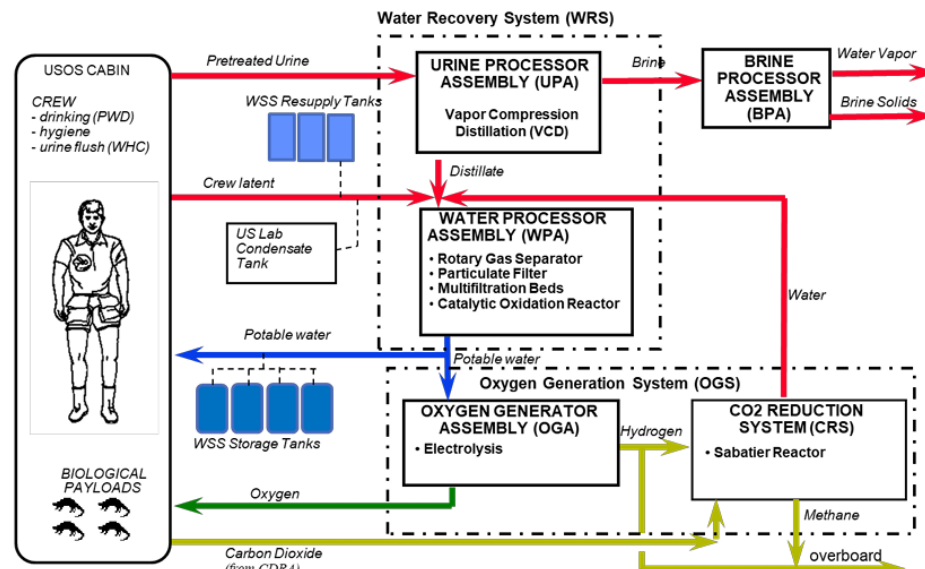 Water Recovery System (WRS)
USOS CABIN
CREW
- drinking (PWD)
- hygiene
- urine flush (WHC)
Pretreated Urine
WSS Resupply Tanks
URINE PROCESSOR
ASSEMBLY (UPA)
Vapor Compression
Distillation (VCD)
Brine
BRINE
PROCESSOR
ASSEMBLY
(BPA)
Water Vapor
Brine Solids
Distillate
Crew latent
US Lab
Condensate
Tank
WATER PROCESSOR
ASSEMBLY (WPA)
• Rotary Gas Separator
• Particulate Filter
• Multifiltration Beds
• Catalytic Oxidation Reactor
Water
Potable water
Potable water
WSS Storage Tanks
Oxygen Generation System (OGS)
OXYGEN GENERATOR
ASSEMBLY (OGA)
• Electrolysis
Hydrogen
CO2 REDUCTION
SYSTEM (CRS)
• Sabatier Reactor
BIOLOGICAL
PAYLOADS
Oxygen
Methane
Carbon Dioxide
(from CDRA)
overboard